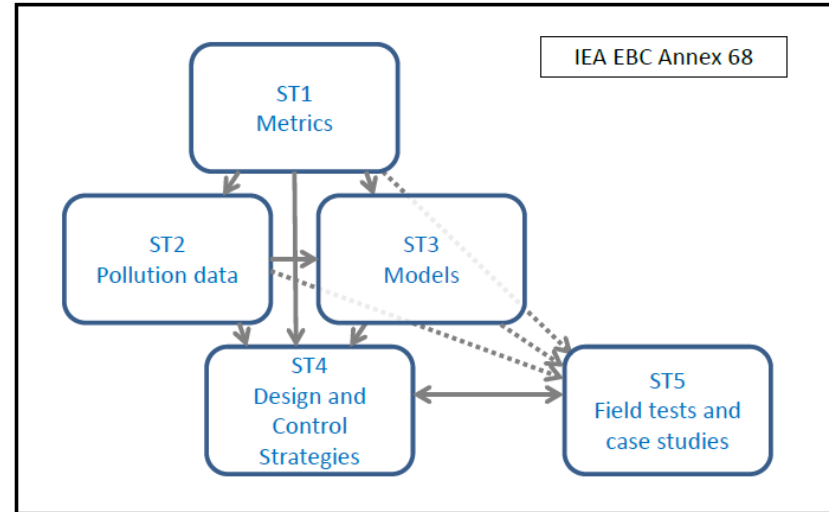 IEA EBC Annex 68
ST1
Metrics
ST2
Pollution data
ST3
Models
ST4
Design and
Control
Strategies
ST5
Field tests and
case studies